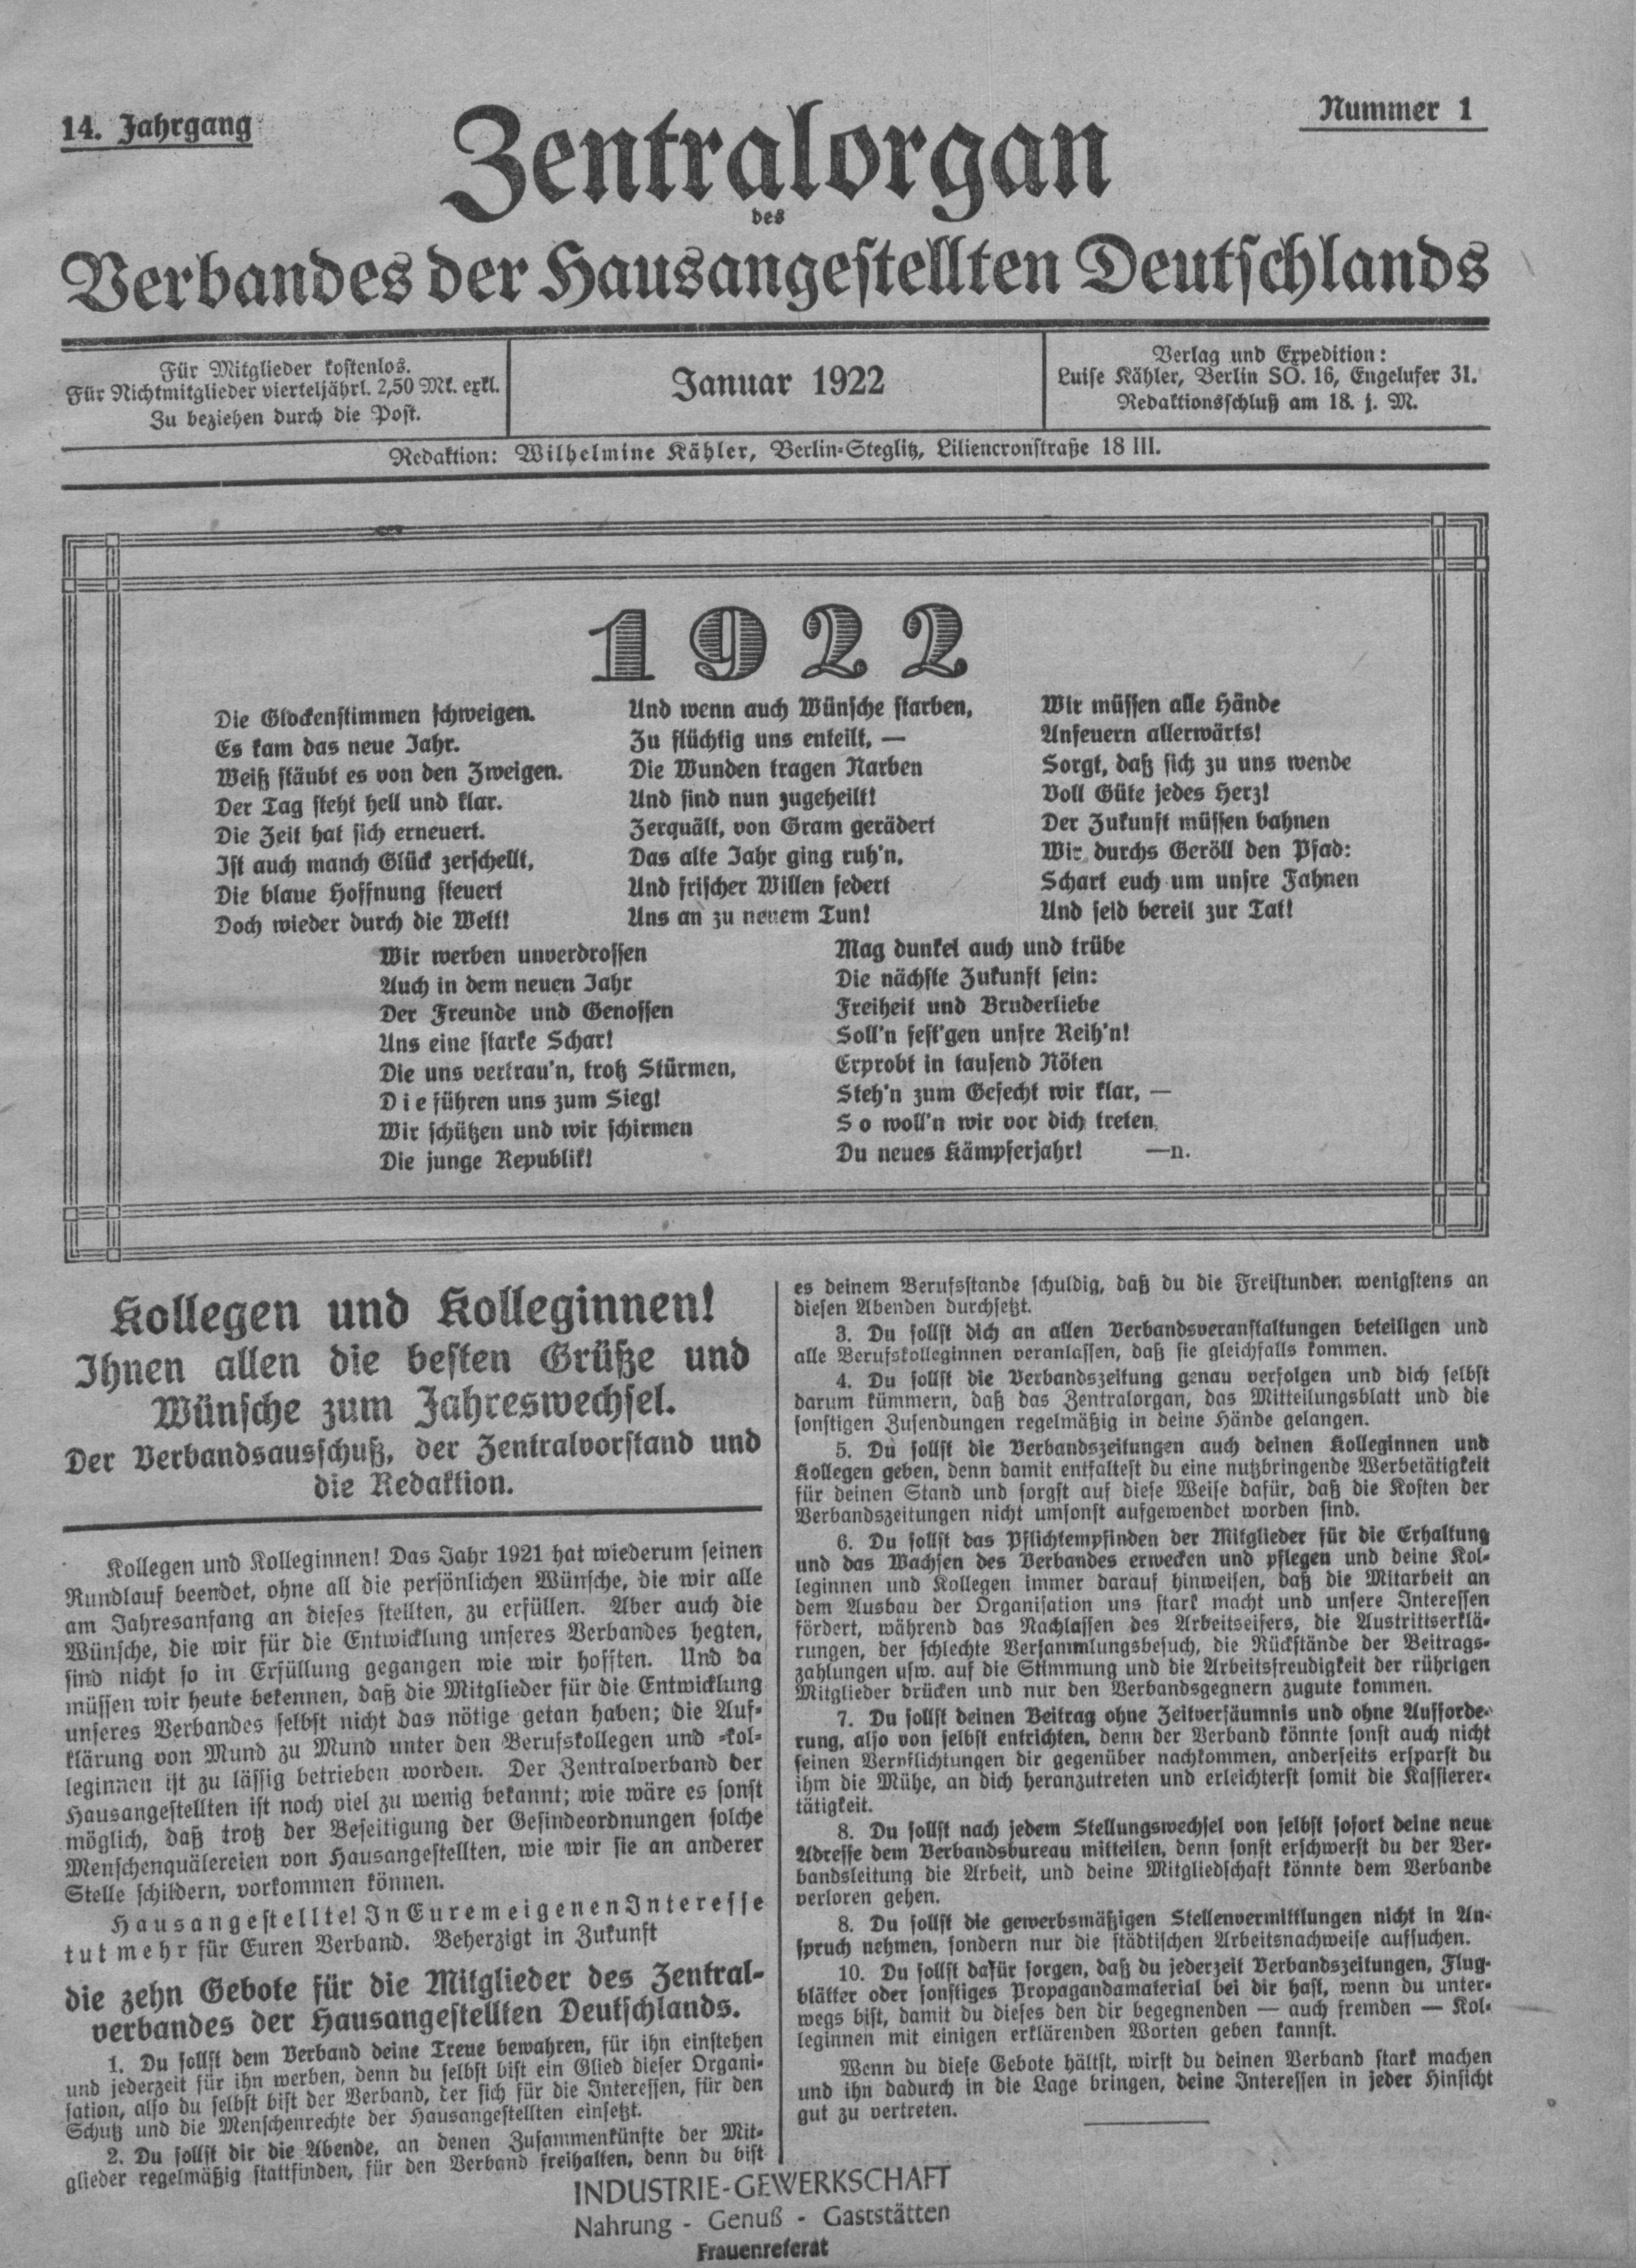 14. Jahrgang
Nummer 1
Zentralorgan
des
Verbandes der Hausangestellten Deutschlands
Für Mitglieder kostenlos.
Für Nichtmitglieder vierteljährl. 2,50 Mk. exkl.
Zu beziehen durch die Post.
Januar 1922
Verlag und Expedition:
Luise Kähler, Berlin SO. 16, Engelufer 31.
Redaktionsschluß am 18. j. M.
Redaktion: Wilhelmine Kähler, Berlin-Steglitz, Liliencronstraße 18 III.
1922
Die Glockenstimmen schweigen.
Es kam das neue Jahr.
Weiß stäubt es von den Zweigen.
Der Tag steht hell und klar.
Die Zeit hat sich erneuert.
Ist auch manch Glück zerschellt,
Die blaue Hoffnung steuert
Doch wieder durch die Welt!
Und wenn auch Wünsche starben,
Zu flüchtig uns enteilt, —
Die Wunden tragen Narben
Und sind nun zugeheilt!
Zerquält, von Gram gerädert
Das alte Jahr ging ruh'n,
Und frischer Willen federt
Uns an zu neuem Tun!
Wir müssen alle Hände
Anfeuern allerwärts!
Sorgt, daß sich zu uns wende
Voll Güte jedes Herz!
Der Zukunft müssen bahnen
Wir durchs Geröll den Pfad:
Schart euch um unsre Fahnen
Und seid bereit zur Tat!
Wir werben unverdrossen
Auch in dem neuen Jahr
Der Freunde und Genossen
Uns eine starke Schar!
Die uns vertrau'n, trotz Stürmen,
Die führen uns zum Sieg!
Wir schützen und wir schirmen
Die junge Republik!
Mag dunkel auch und trübe
Die nächste Zukunft sein:
Freiheit und Bruderliebe
Soll'n fest'gen unsre Reih'n!
Erprobt in tausend Nöten
Steh'n zum Gefecht wir klar, —
So woll'n wir vor dich treten,
Du neues Kämpferjahr! —n.
Kollegen und Kolleginnen!
Ihnen allen die besten Grüße und
Wünsche zum Jahreswechsel.
Der Verbandsausschuß, der Zentralvorstand und
die Redaktion.
Kollegen und Kolleginnen! Das Jahr 1921 hat wiederum seinen
Rundlauf beendet, ohne all die persönlichen Wünsche, die wir alle
am Jahresanfang an dieses stellten, zu erfüllen. Aber auch die
Wünsche, die wir für die Entwicklung unseres Verbandes hegten,
sind nicht so in Erfüllung gegangen wie wir hofften. Und da
müssen wir heute bekennen, daß die Mitglieder für die Entwicklung
unseres Verbandes selbst nicht das nötige getan haben; die Auf-
klärung von Mund zu Mund unter den Berufskollegen und -kol-
leginnen ist zu lässig betrieben worden. Der Zentralverband der
Hausangestellten ist noch viel zu wenig bekannt; wie wäre es sonst
möglich, daß trotz der Beseitigung der Gesindeordnungen solche
Menschenquälereien von Hausangestellten, wie wir sie an anderer
Stelle schildern, vorkommen können.
Hausangestellte! In Eurem eigenen Interesse
tut mehr für Euren Verband. Beherzigt in Zukunft
die zehn Gebote für die Mitglieder des Zentral-
verbandes der Hausangestellten Deutschlands.
1. Du sollst dem Verband deine Treue bewahren, für ihn einstehen
und jederzeit für ihn werben, denn du selbst bist ein Glied dieser Organi-
sation, also du selbst bist der Verband, der sich für die Interessen, für den
Schutz und die Menschenrechte der Hausangestellten einsetzt.
2. Du sollst dir die Abende, an denen Zusammenkünfte der Mit-
glieder regelmäßig stattfinden, für den Verband freihalten, denn du bist
es deinem Berufsstande schuldig, daß du die Freistunden wenigstens an
diesen Abenden durchsetzt.
3. Du sollst dich an allen Verbandsveranstaltungen beteiligen und
alle Berufskolleginnen veranlassen, daß sie gleichfalls kommen.
4. Du sollst die Verbandszeitung genau verfolgen und dich selbst
darum kümmern, daß das Zentralorgan, das Mitteilungsblatt und die
sonstigen Zusendungen regelmäßig in deine Hände gelangen.
5. Du sollst die Verbandszeitungen auch deinen Kolleginnen und
Kollegen geben, denn damit entfaltest du eine nutzbringende Werbetätigkeit
für deinen Stand und sorgst auf diese Weise dafür, daß die Kosten der
Verbandszeitungen nicht umsonst aufgewendet worden sind.
6. Du sollst das Pflichtempfinden der Mitglieder für die Erhaltung
und das Wachsen des Verbandes erwecken und pflegen und deine Kol-
leginnen und Kollegen immer darauf hinweisen, daß die Mitarbeit an
dem Ausbau der Organisation uns stark macht und unsere Interessen
fördert, während das Nachlassen des Arbeitseifers, die Austrittserklä-
rungen, der schlechte Versammlungsbesuch, die Rückstände der Beitrags-
zahlungen usw. auf die Stimmung und die Arbeitsfreudigkeit der rührigen
Mitglieder drücken und nur den Verbandsgegnern zugute kommen.
7. Du sollst deinen Beitrag ohne Zeitversäumnis und ohne Aufforde-
rung, also von selbst entrichten, denn der Verband könnte sonst auch nicht
seinen Verpflichtungen dir gegenüber nachkommen, anderseits ersparst du
ihm die Mühe, an dich heranzutreten und erleichterst somit die Kassierer-
tätigkeit.
8. Du sollst nach jedem Stellungswechsel von selbst sofort deine neue
Adresse dem Verbandsbureau mitteilen, denn sonst erschwerst du der Ver-
bandsleitung die Arbeit, und deine Mitgliedschaft könnte dem Verbande
verloren gehen.
8. Du sollst die gewerbsmäßigen Stellenvermittlungen nicht in An-
spruch nehmen, sondern nur die städtischen Arbeitsnachweise aufsuchen.
10. Du sollst dafür sorgen, daß du jederzeit Verbandszeitungen, Flug-
blätter oder sonstiges Propagandamaterial bei dir hast, wenn du unter-
wegs bist, damit du dieses den dir begegnenden — auch fremden — Kol-
leginnen mit einigen erklärenden Worten geben kannst.
Wenn du diese Gebote hältst, wirst du deinen Verband stark machen
und ihn dadurch in die Lage bringen, deine Interessen in jeder Hinsicht
gut zu vertreten.
INDUSTRIE-GEWERKSCHAFT
Nahrung - Genuß - Gaststätten
Frauenreferat